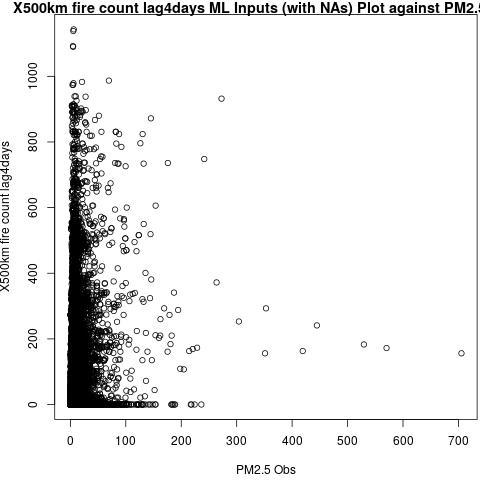 X500km fire count lag4days ML Inputs (with NAs) Plot against PM2.5
X500km fire count lag4days
1000
800
600
400
200
0
0 100 200 300 400 500 600 700
PM2.5 Obs